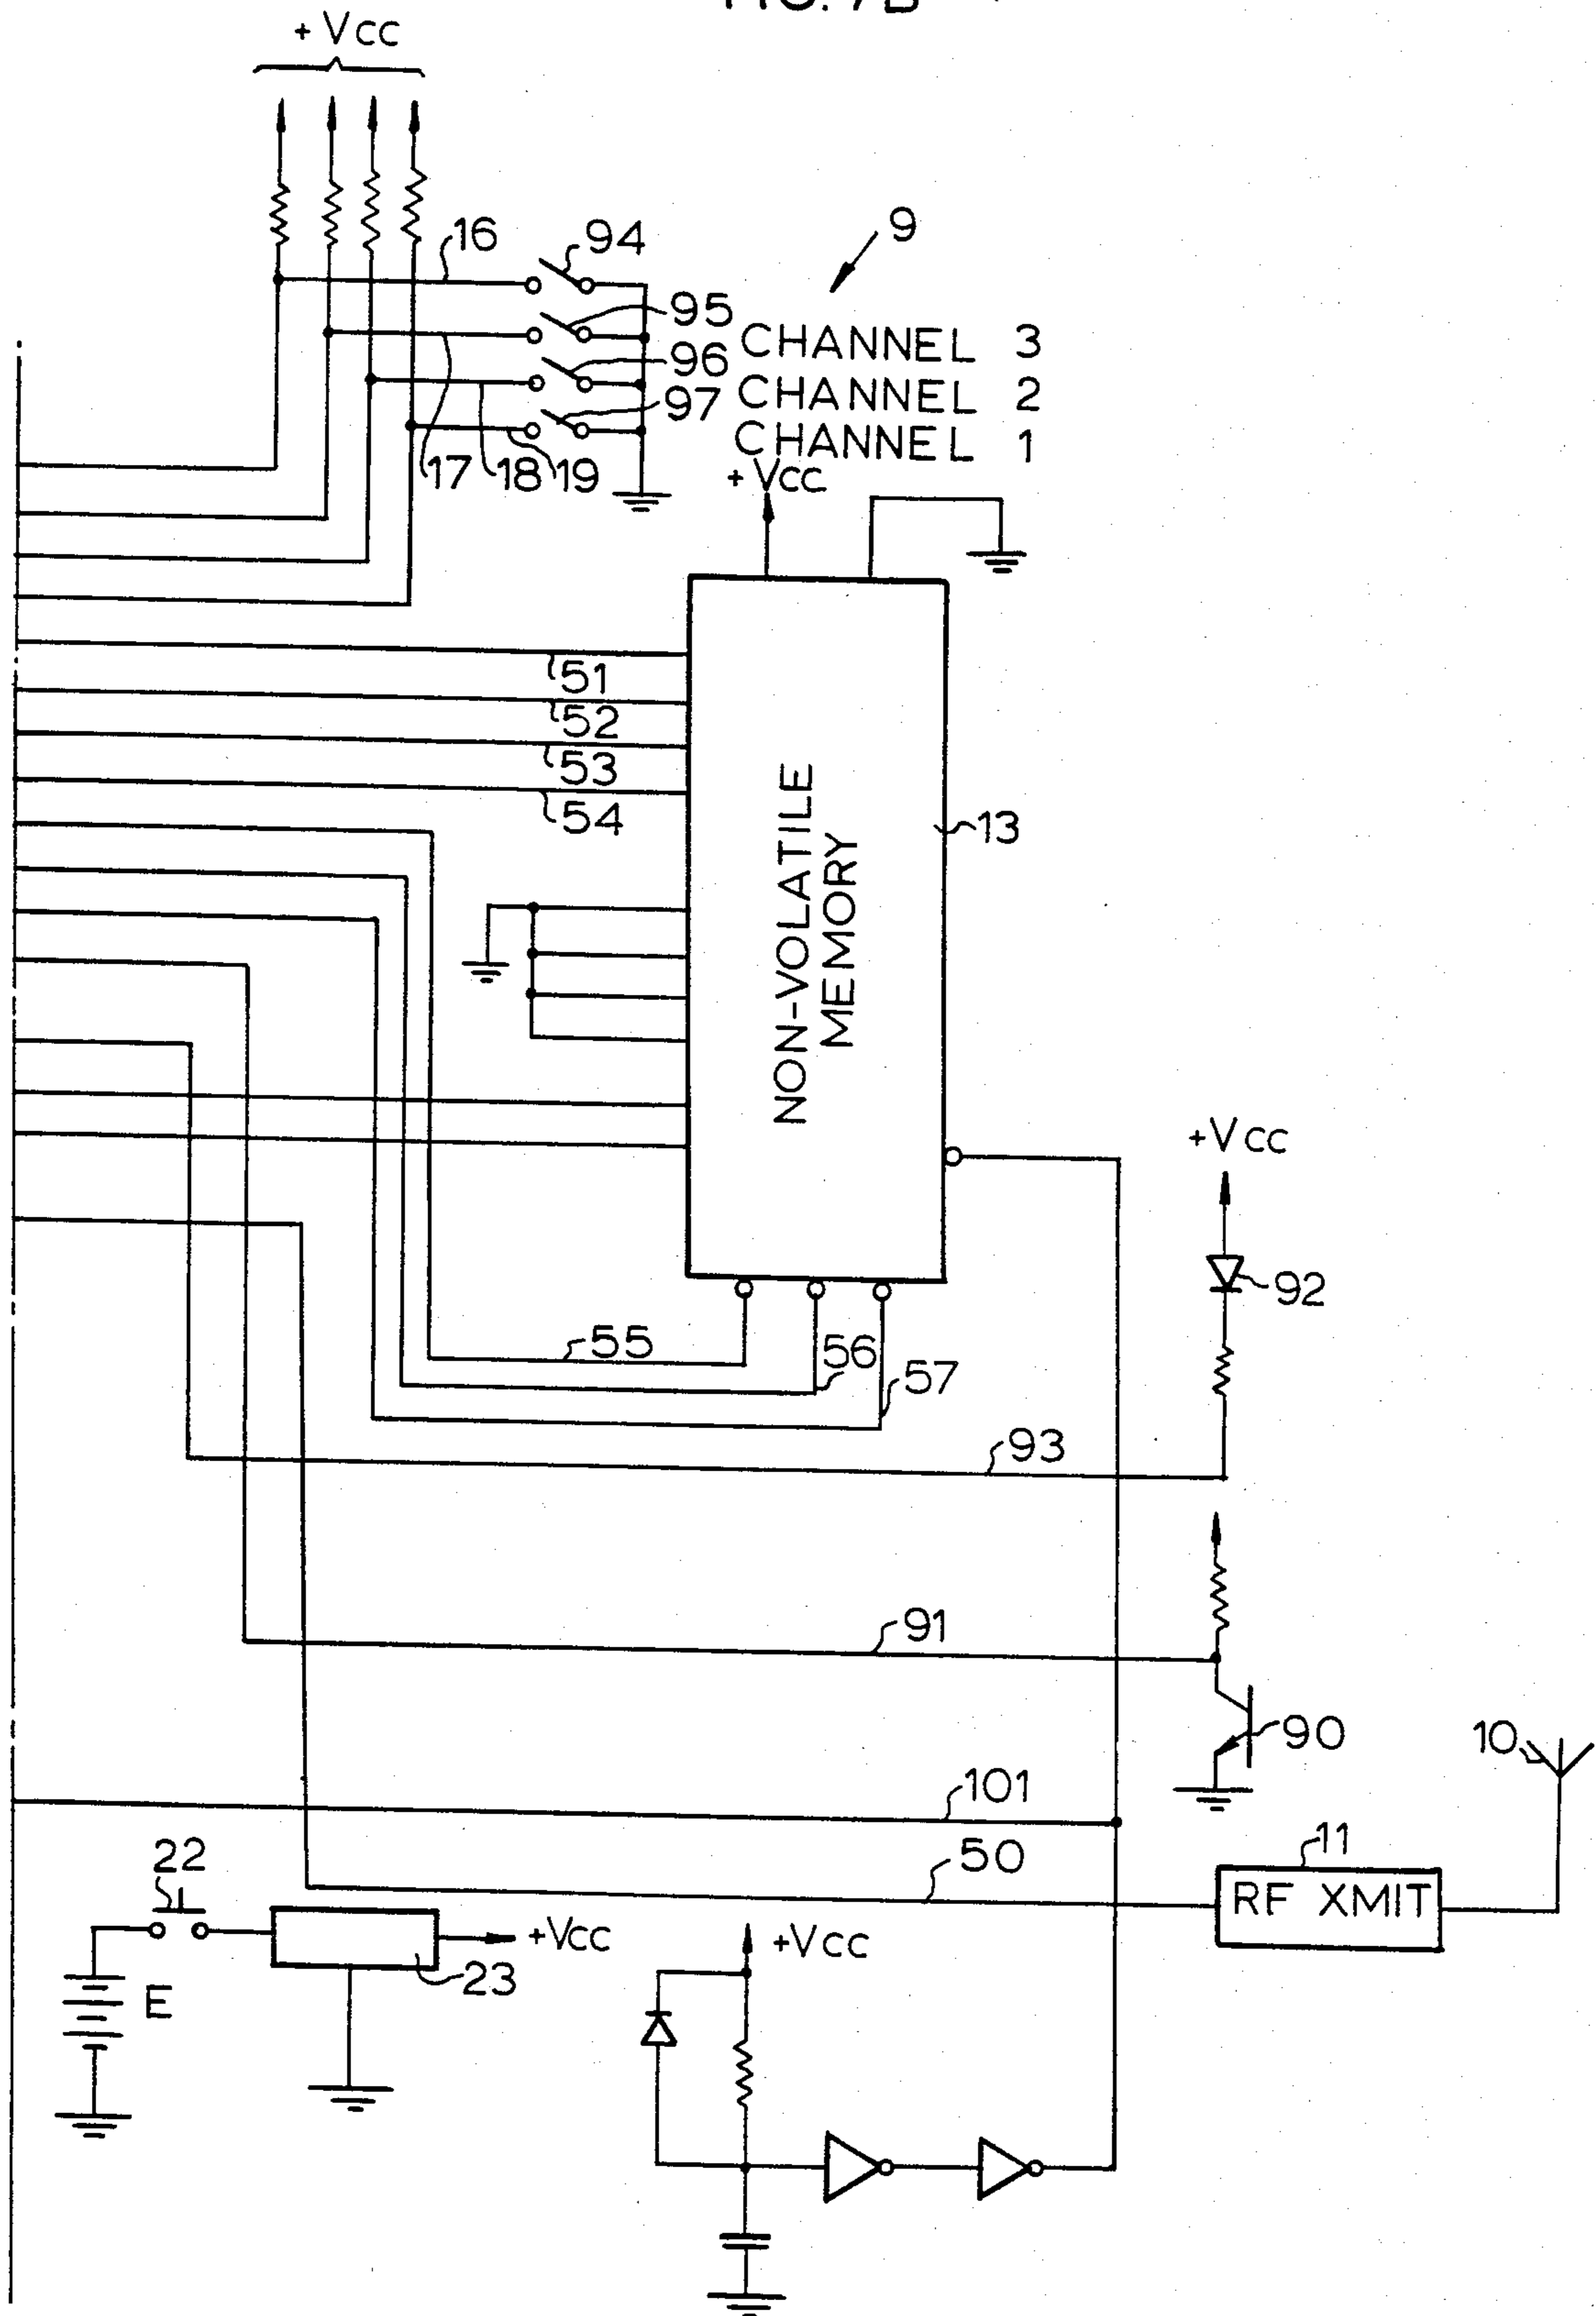 FIG. 7B
+ Vcc
16
94
9
95
CHANNEL 3
96
CHANNEL 2
97
CHANNEL 1
17
18
19
+ Vcc
51
52
53
54
NON-VOLATILE
MEMORY
13
+Vcc
92
55
56
57
93
91
90
10
101
50
11
RF XMIT
22
+Vcc
23
E
+Vcc